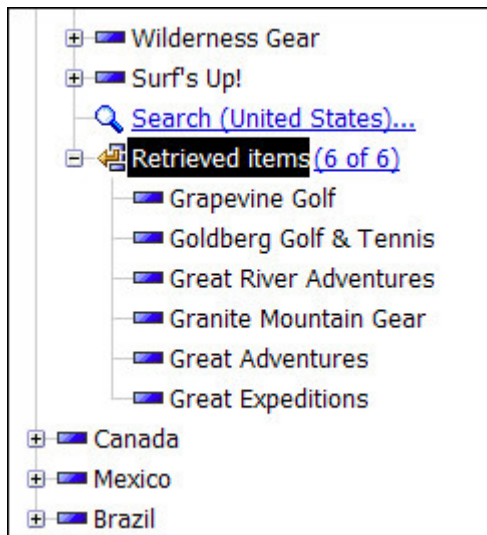 Wilderness Gear
Surf's Up!
Search (United States)...
Retrieved items (6 of 6)
Grapevine Golf
Goldberg Golf & Tennis
Great River Adventures
Granite Mountain Gear
Great Adventures
Great Expeditions
Canada
Mexico
Brazil